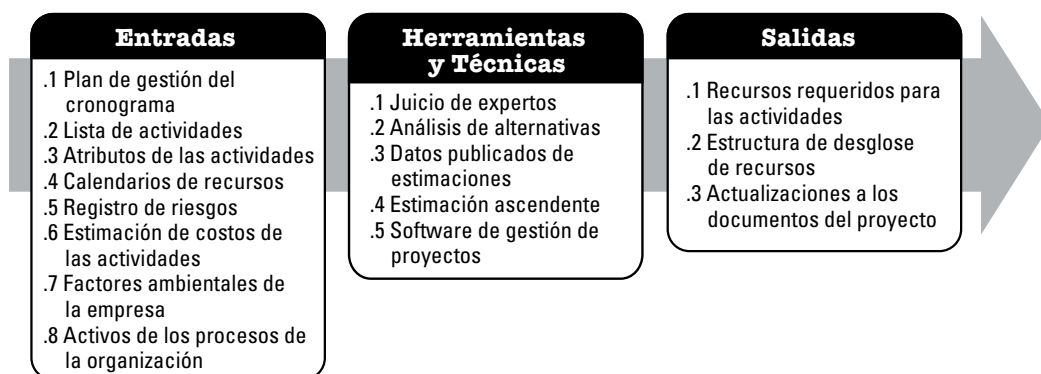 Entradas
.1 Plan de gestión del
cronograma
.2 Lista de actividades
.3 Atributos de las actividades
.4 Calendarios de recursos
.5 Registro de riesgos
.6 Estimación de costos de
las actividades
.7 Factores ambientales de
la empresa
.8 Activos de los procesos de
la organización
Herramientas
y Técnicas
.1 Juicio de expertos
.2 Análisis de alternativas
.3 Datos publicados de
estimaciones
.4 Estimación ascendente
.5 Software de gestión de
proyectos
Salidas
.1 Recursos requeridos para
las actividades
.2 Estructura de desglose
de recursos
.3 Actualizaciones a los
documentos del proyecto